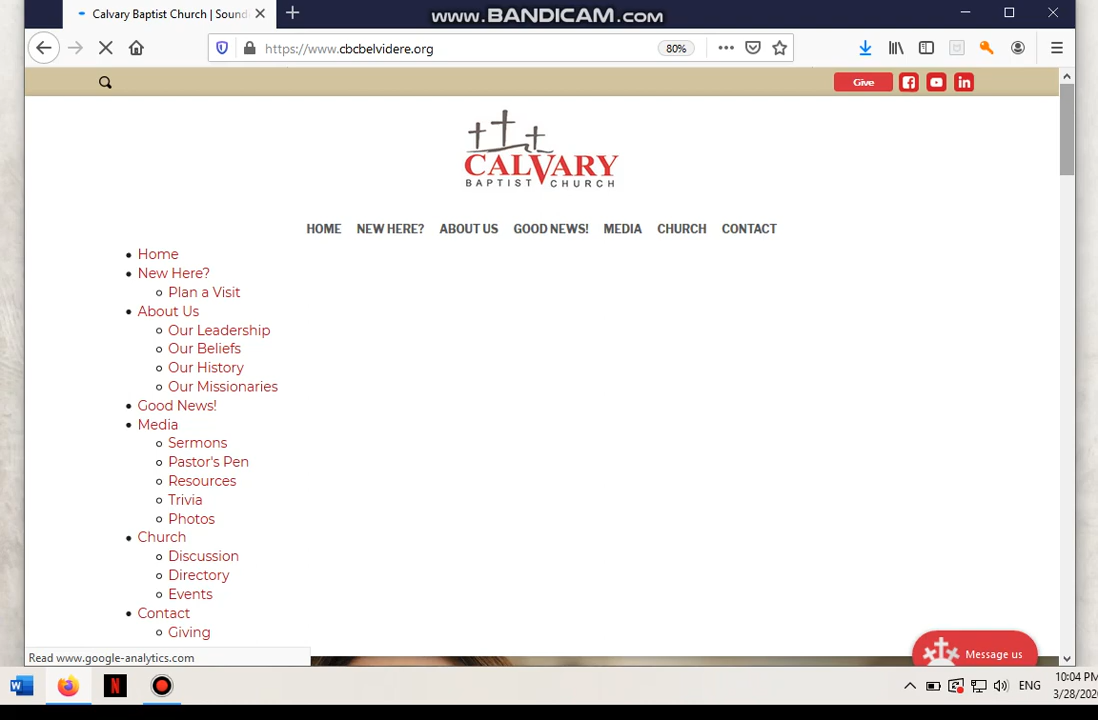 www.BANDICAM.com
Calvary Baptist Church | Sound
https://www.cbcbelvidere.org
80%
Give
CALVARY
BAPTIST CHURCH
HOME NEW HERE? ABOUT US GOOD NEWS! MEDIA CHURCH CONTACT
Home
New Here?
Plan a Visit
About Us
Our Leadership
Our Beliefs
Our History
Our Missionaries
Good News!
Media
Sermons
Pastor's Pen
Resources
Trivia
Photos
Church
Discussion
Directory
Events
Contact
Giving
Read www.google-analytics.com
Message us
ENG
10:04 PM
3/28/202